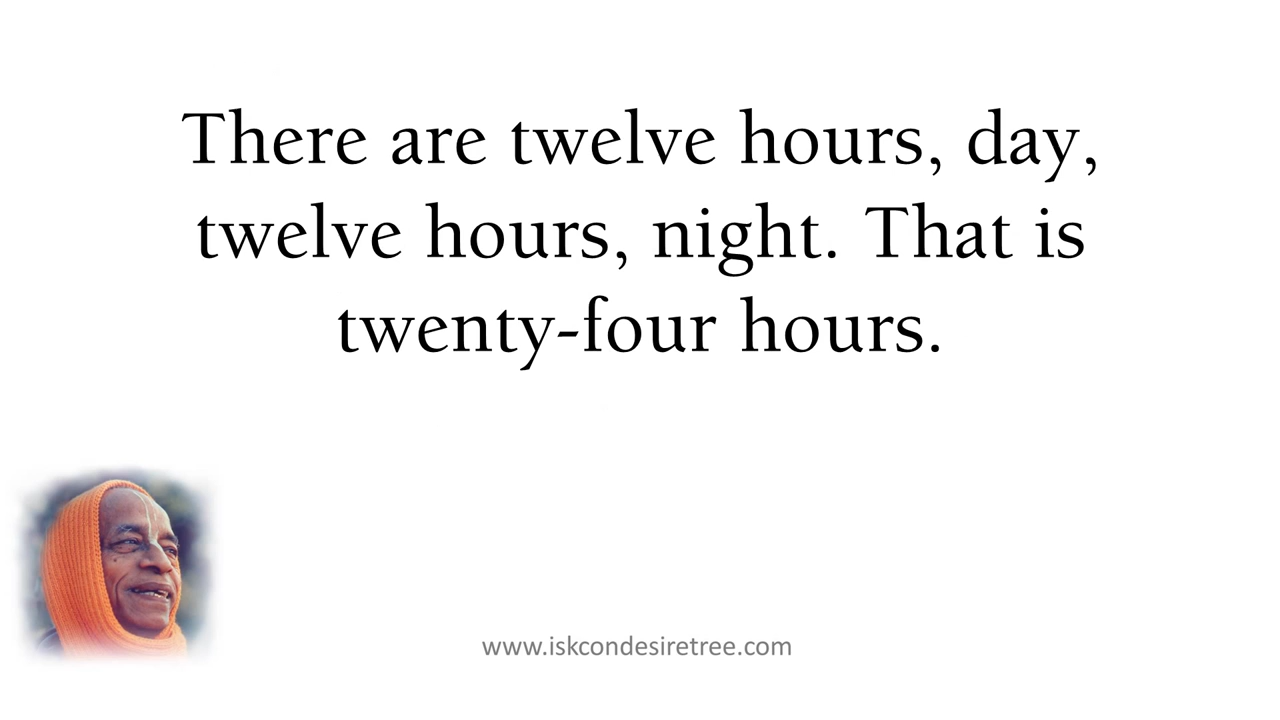 There are twelve hours, day,
twelve hours, night. That is
twenty-four hours.
www.iskcondesiretree.com